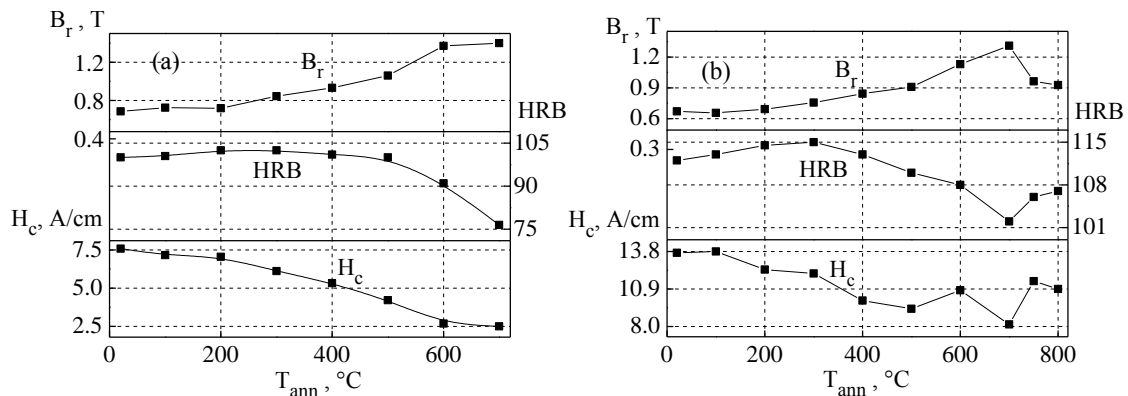 B_r , T
(a)
B_r
1.2
0.8
HRB
0.4
105
HRB
90
75
H_c, A/cm
7.5
H_c
5.0
2.5
0 200 400 600
T_ann , °C
B_r , T
(b)
B_r
1.2
0.9
0.6
HRB
0.3
115
HRB
108
101
H_c, A/cm
13.8
H_c
10.9
8.0
0 200 400 600 800
T_ann , °C